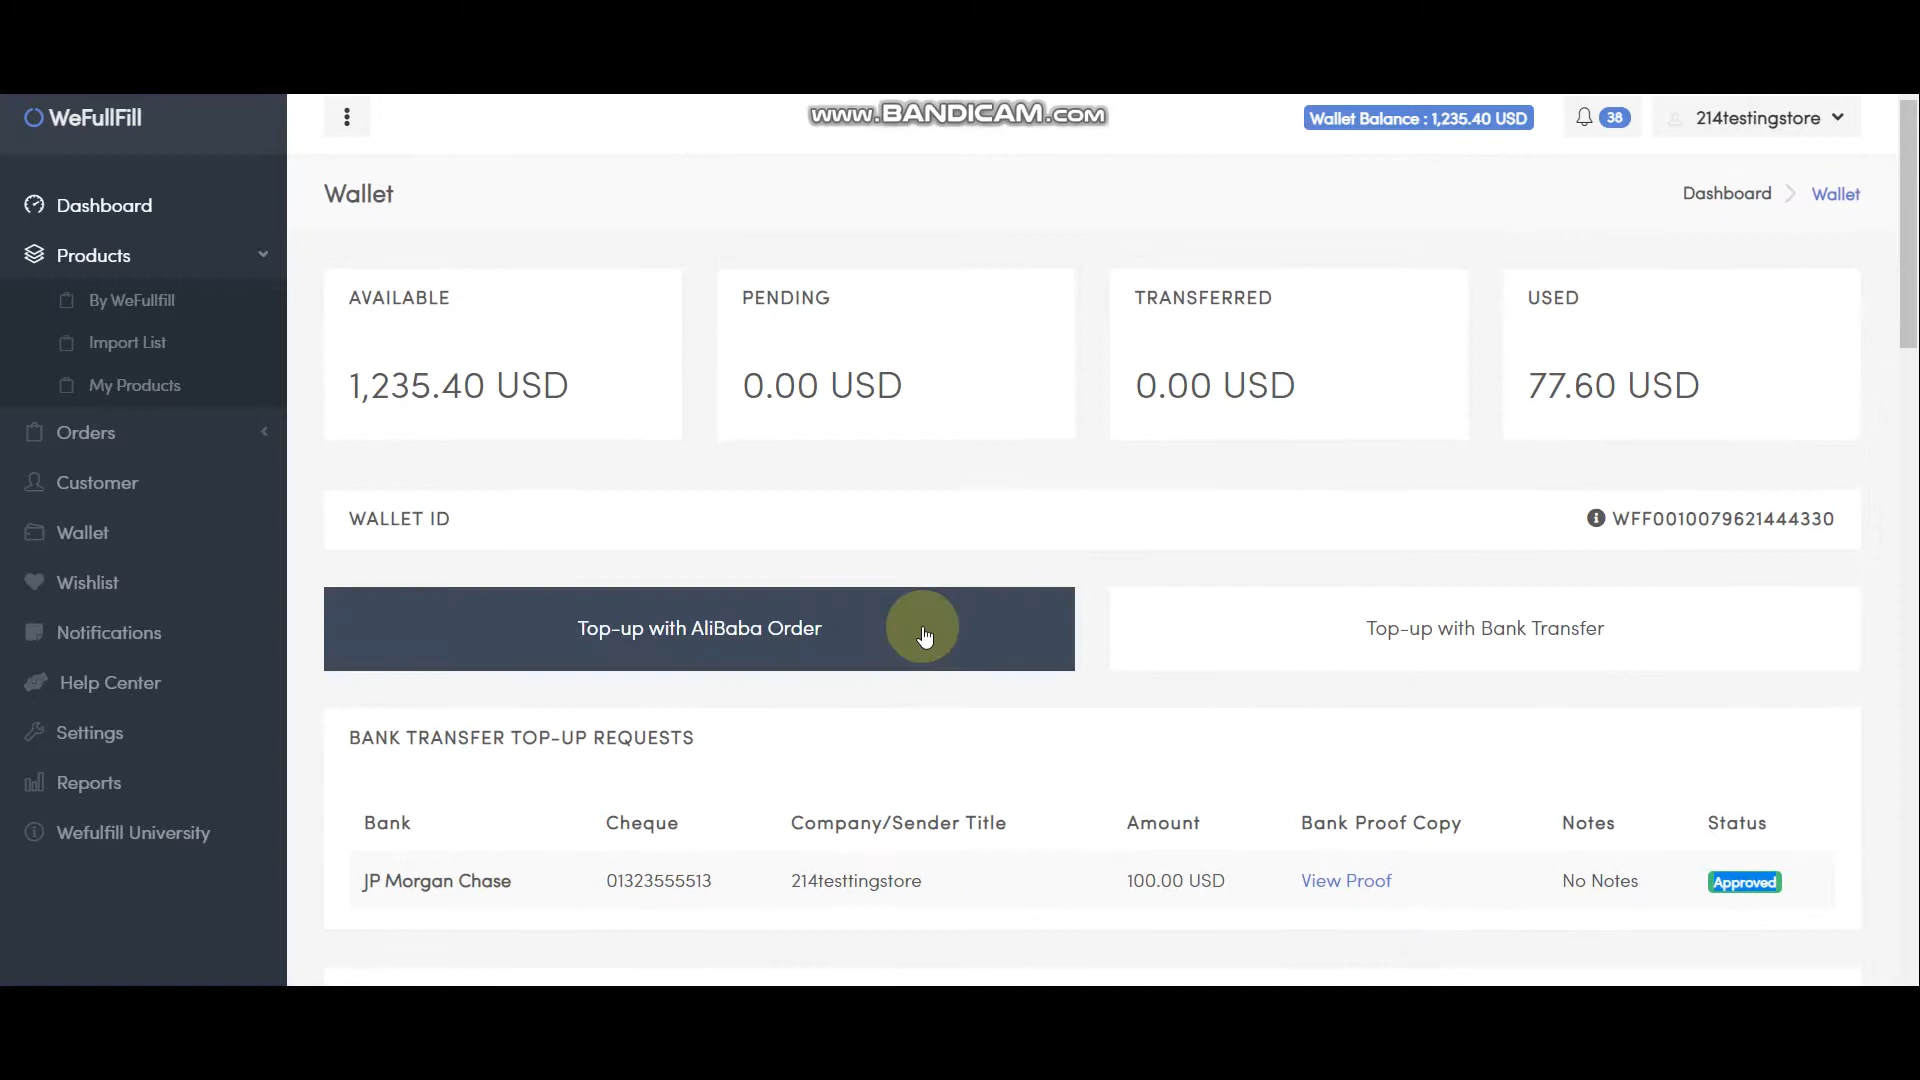 WeFullFill
www.BANDICAM.com
Wallet Balance : 1,235.40 USD
38
214testingstore
Dashboard
Products
By WeFullfill
Import List
My Products
Orders
Customer
Wallet
Wishlist
Notifications
Help Center
Settings
Reports
Wefulfill University
Wallet
Dashboard
Wallet
AVAILABLE
1,235.40 USD
PENDING
0.00 USD
TRANSFERRED
0.00 USD
USED
77.60 USD
WALLET ID
WFF0010079621444330
Top-up with AliBaba Order
Top-up with Bank Transfer
BANK TRANSFER TOP-UP REQUESTS
Bank Cheque Company/Sender Title Amount Bank Proof Copy Notes Status
JP Morgan Chase 01323555513 214testtingstore 100.00 USD View Proof No Notes Approved